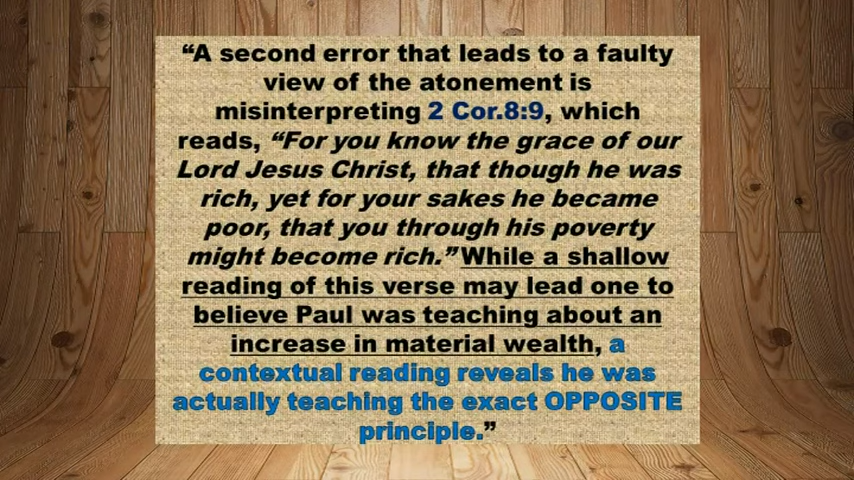 “A second error that leads to a faulty
view of the atonement is
misinterpreting 2 Cor.8:9, which
reads, “For you know the grace of our
Lord Jesus Christ, that though he was
rich, yet for your sakes he became
poor, that you through his poverty
might become rich.” While a shallow
reading of this verse may lead one to
believe Paul was teaching about an
increase in material wealth, a
contextual reading reveals he was
actually teaching the exact OPPOSITE
principle.”